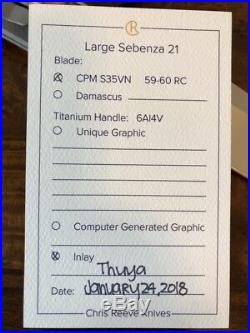 CR
Large Sebenza 21
Blade:
CPM S35VN 59-60 RC
Damascus
Titanium Handle: 6Al4V
Unique Graphic
Computer Generated Graphic
Inlay
Thuya
Date: January 24, 2018
Chris Reeve Knives